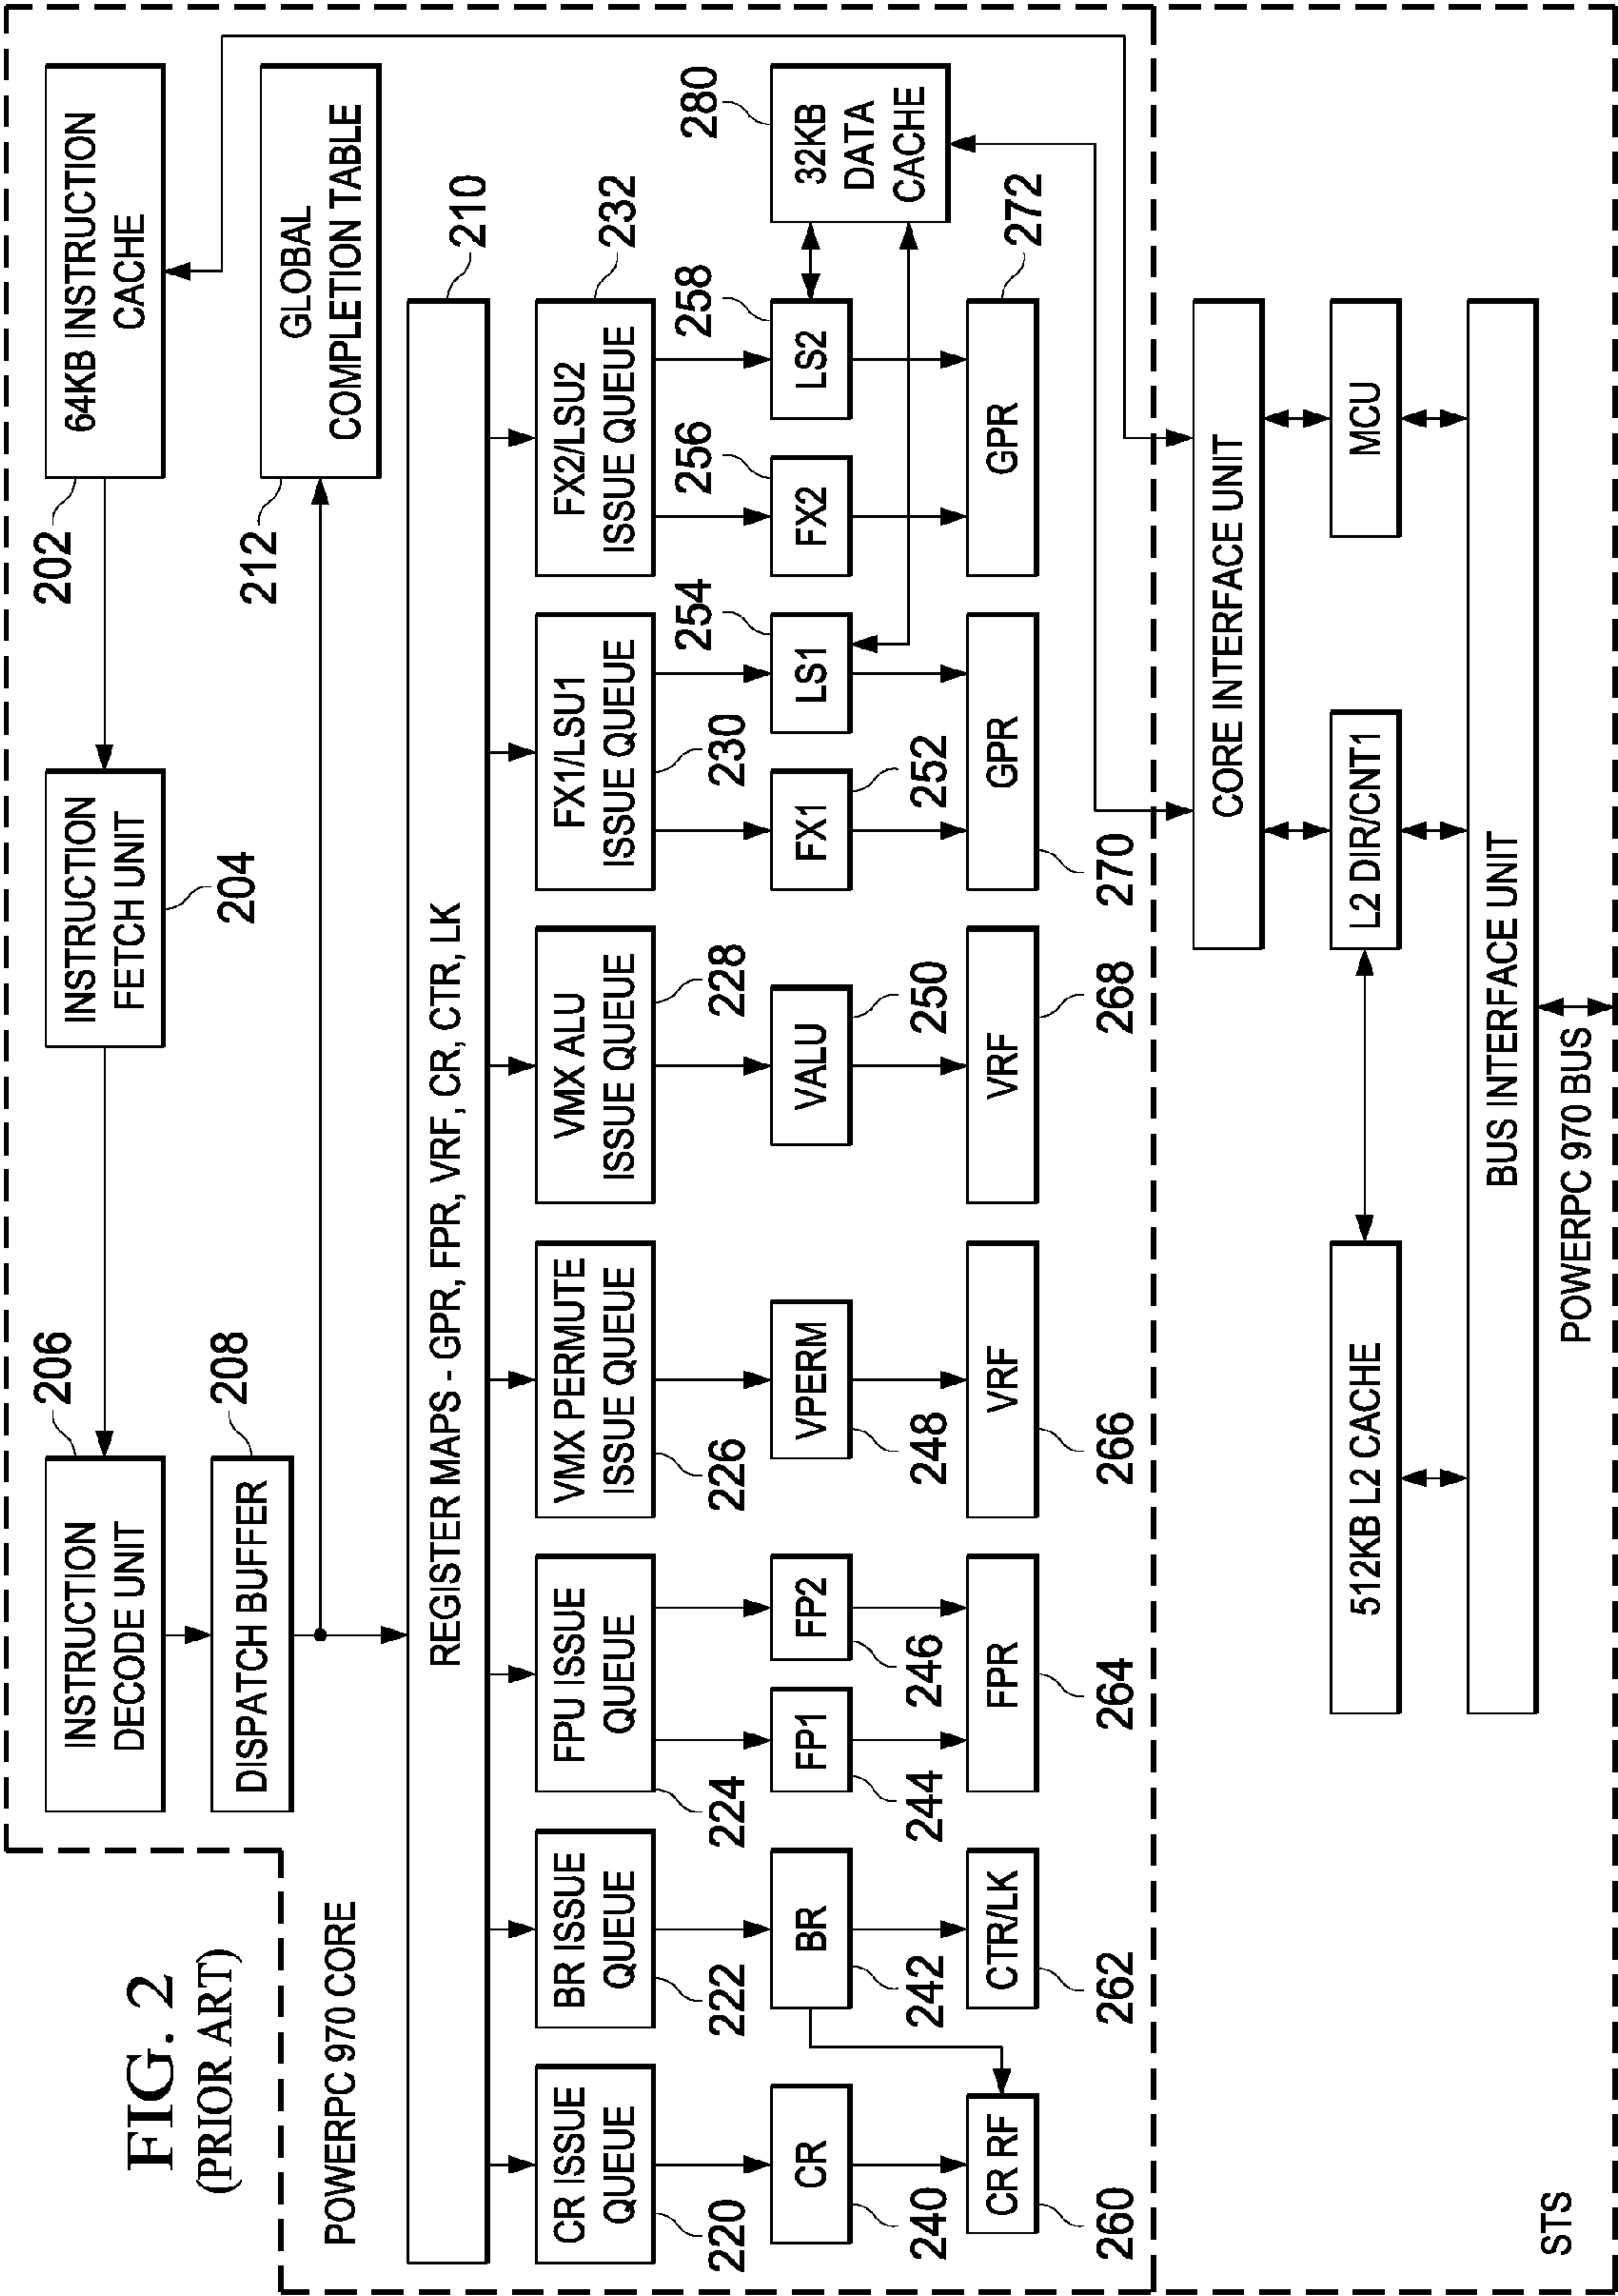 FIG. 2
(PRIOR ART)
206
INSTRUCTION
DECODE UNIT
204
INSTRUCTION
FETCH UNIT
202
64KB INSTRUCTION
CACHE
208
DISPATCH BUFFER
212
GLOBAL
COMPLETION TABLE
POWERPC 970 CORE
210
REGISTER MAPS - GPR, FPR, VRF, CR, CTR, LK
CR ISSUE
QUEUE
220
BR ISSUE
QUEUE
222
FPU ISSUE
QUEUE
224
VMX PERMUTE
ISSUE QUEUE
226
VMX ALU
ISSUE QUEUE
228
FX1/LSU1
ISSUE QUEUE
230
FX2/LSU2
ISSUE QUEUE
232
CR
240
BR
242
FP1
244
FP2
246
VPERM
248
VALU
250
FX1
252
LS1
254
FX2
256
LS2
258
32KB
DATA
CACHE
280
CR RF
260
CTR/LK
262
FPR
264
VRF
266
VRF
268
GPR
270
GPR
272
CORE INTERFACE UNIT
512KB L2 CACHE
L2 DIR/CNT1
MCU
BUS INTERFACE UNIT
STS
POWERPC 970 BUS